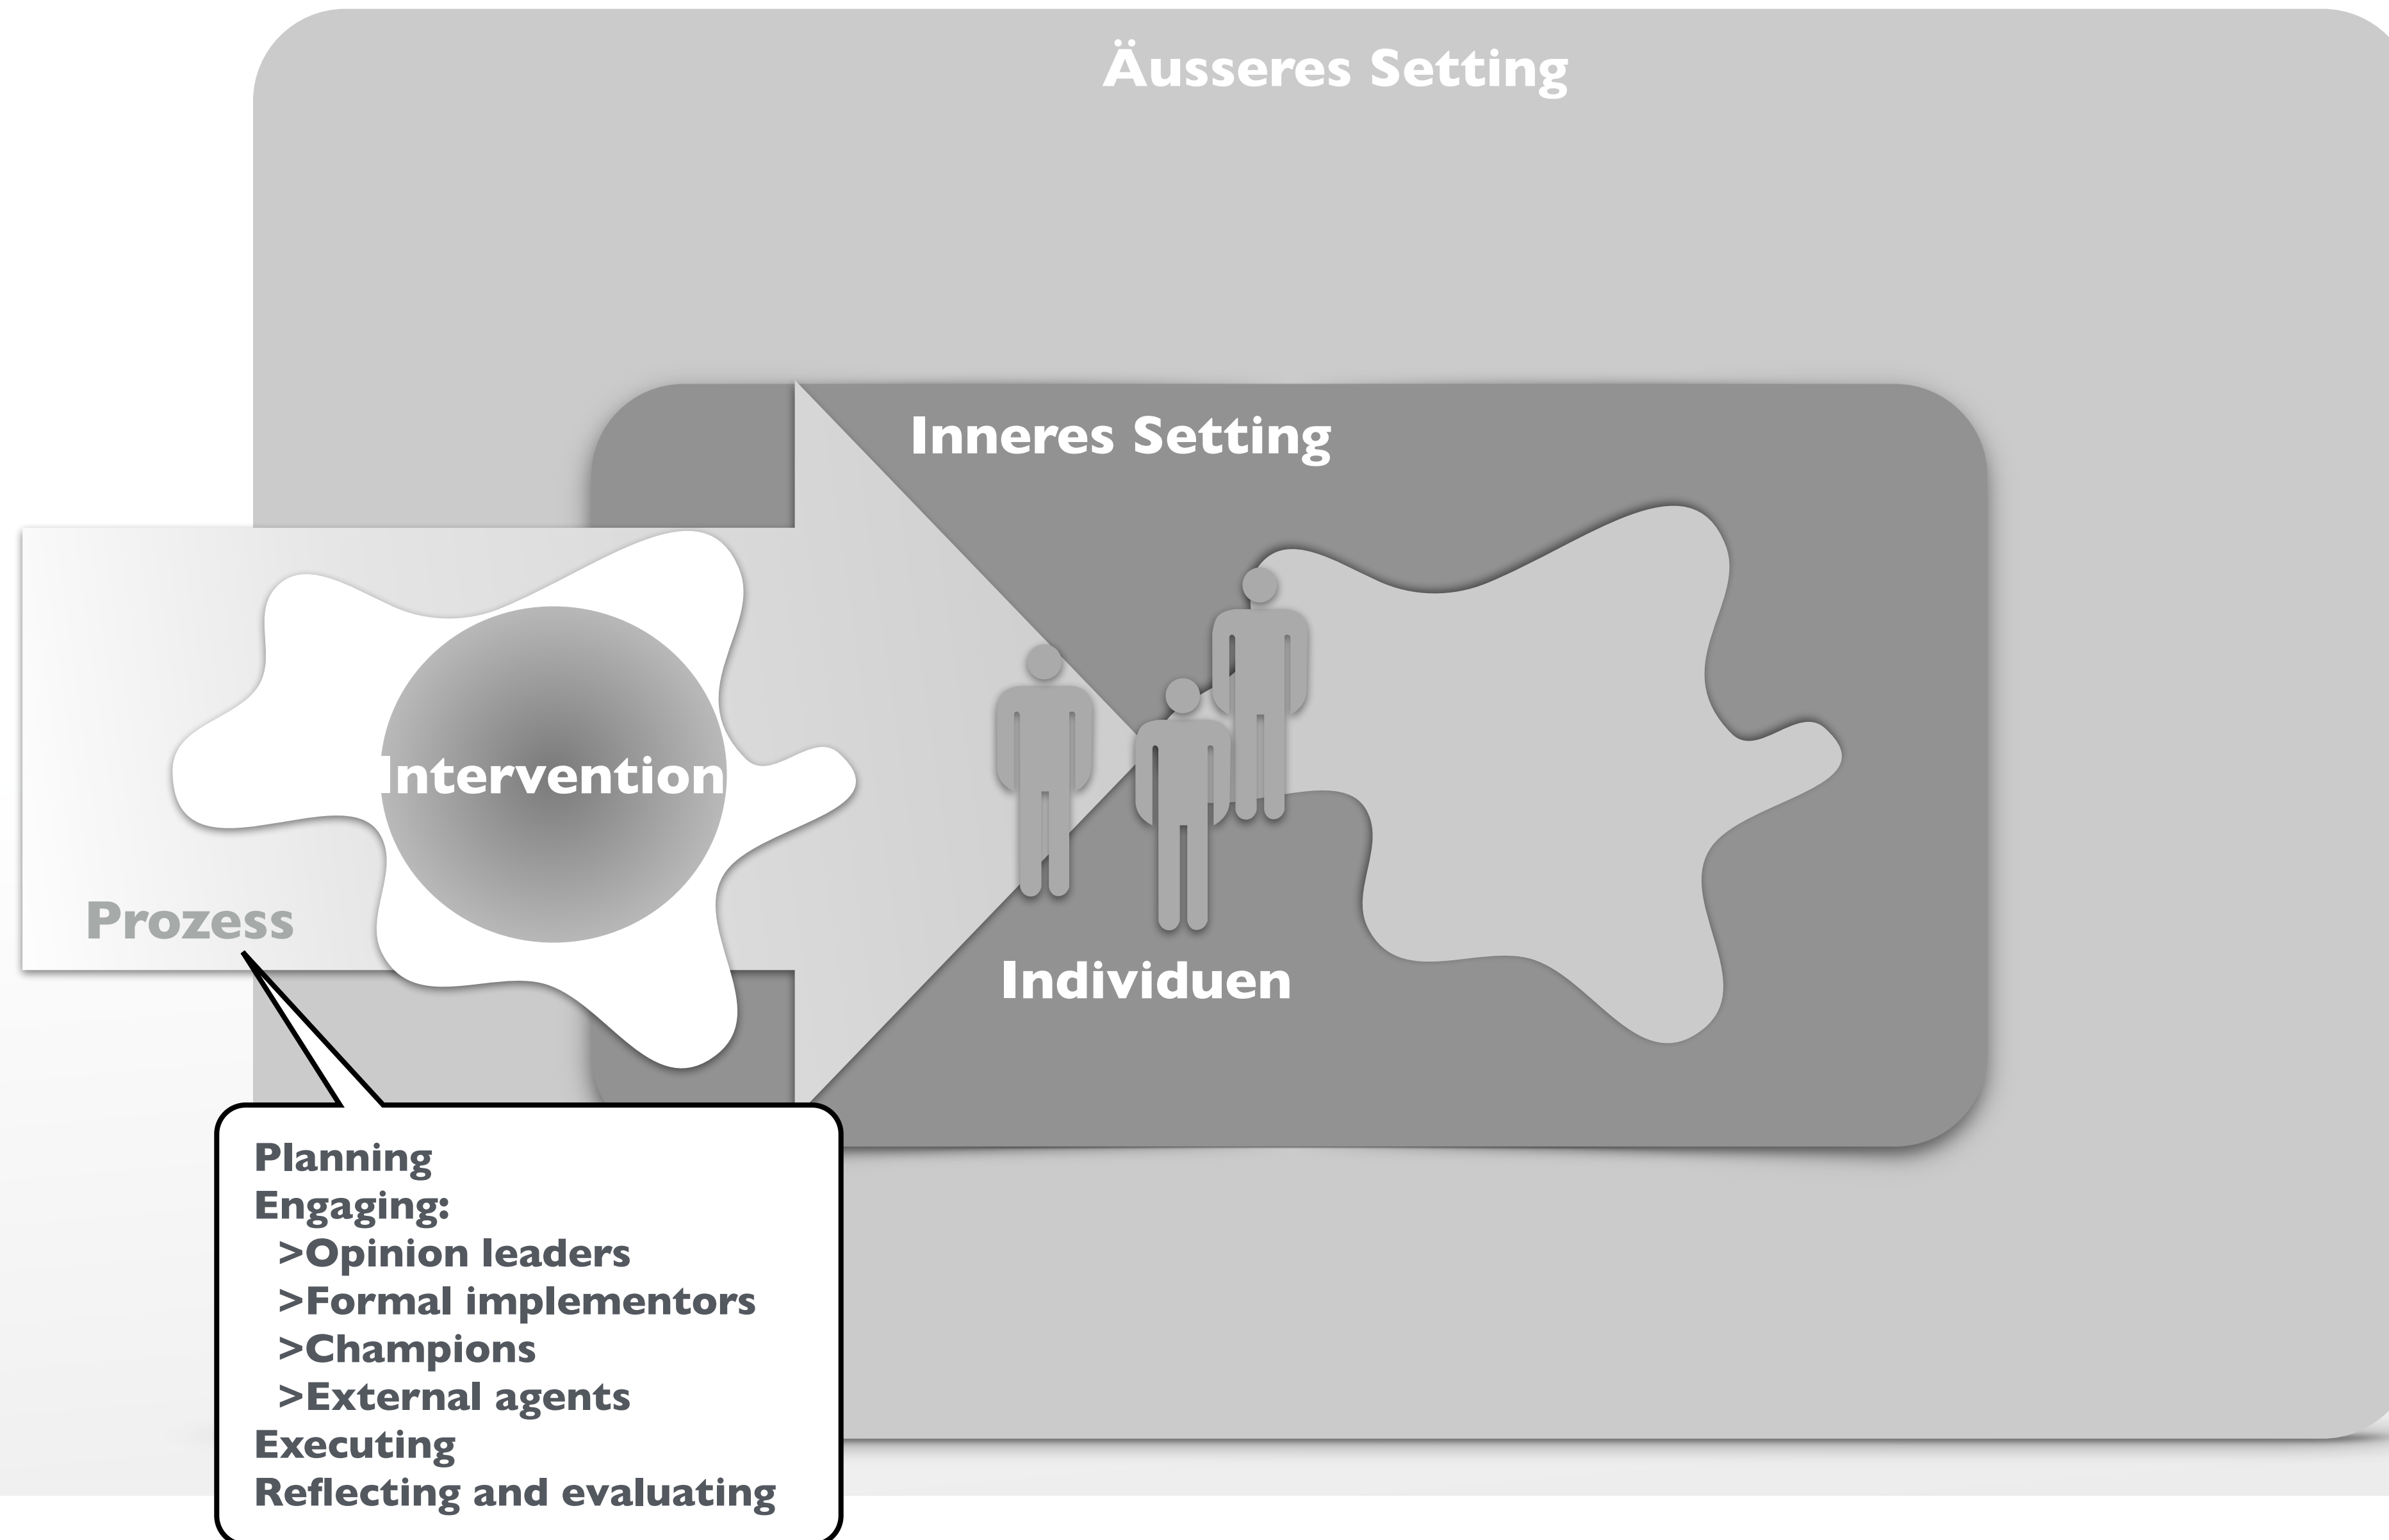 Äusseres Setting
Inneres Setting
Intervention
Prozess
Individuen
Planning
Engaging:
>Opinion leaders
>Formal implementors
>Champions
>External agents
Executing
Reflecting and evaluating